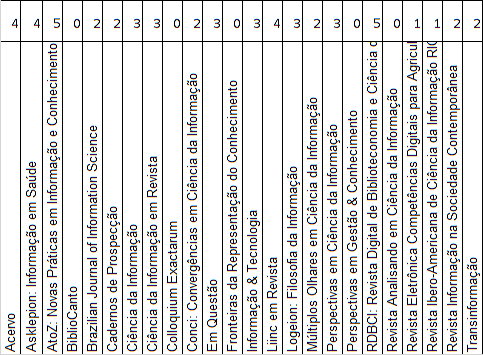 4 4 5 0 2 2 3 3 0 2 3 0 3 4 3 2 3 0 5 0 1 1 2 2
Acervo
Asklepion: Informação em Saúde
AtoZ: Novas Práticas em Informação e Conhecimento
BiblioCanto
Brazilian Journal of Information Science
Cadernos de Prospecção
Ciência da Informação
Ciência da Informação em Revista
Colloquium Exactarum
Conci: Convergências em Ciência da Informação
Em Questão
Fronteiras da Representação do Conhecimento
Informação & Tecnologia
Liinc em Revista
Logeion: Filosofia da Informação
Múltiplos Olhares em Ciência da Informação
Perspectivas em Ciência da Informação
Perspectivas em Gestão & Conhecimento
RDBCI: Revista Digital de Biblioteconomia e Ciência
Revista Analisando em Ciência da Informação
Revista Eletrônica Competências Digitais para Agricul
Revista Ibero-Americana de Ciência da Informação
Revista Informação na Sociedade Contemporânea
Transinformação